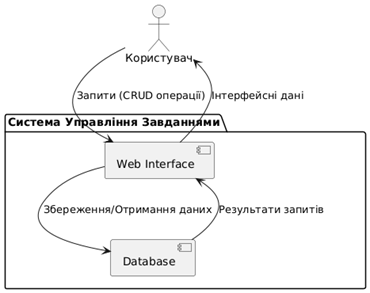 Користувач
Запити (CRUD операції)
Інтерфейсні дані
Система Управління Завданнями
Web Interface
Збереження/Отримання даних
Результати запитів
Database